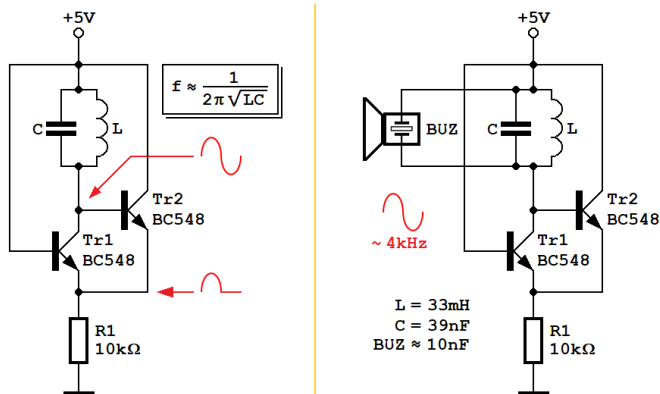 +5V
C
L
f ≈ 1
2π√LC
Tr2
BC548
Tr1
BC548
R1
10kΩ
+5V
BUZ
C
L
~ 4kHz
Tr2
BC548
Tr1
BC548
L = 33mH
C = 39nF
BUZ ≈ 10nF
R1
10kΩ